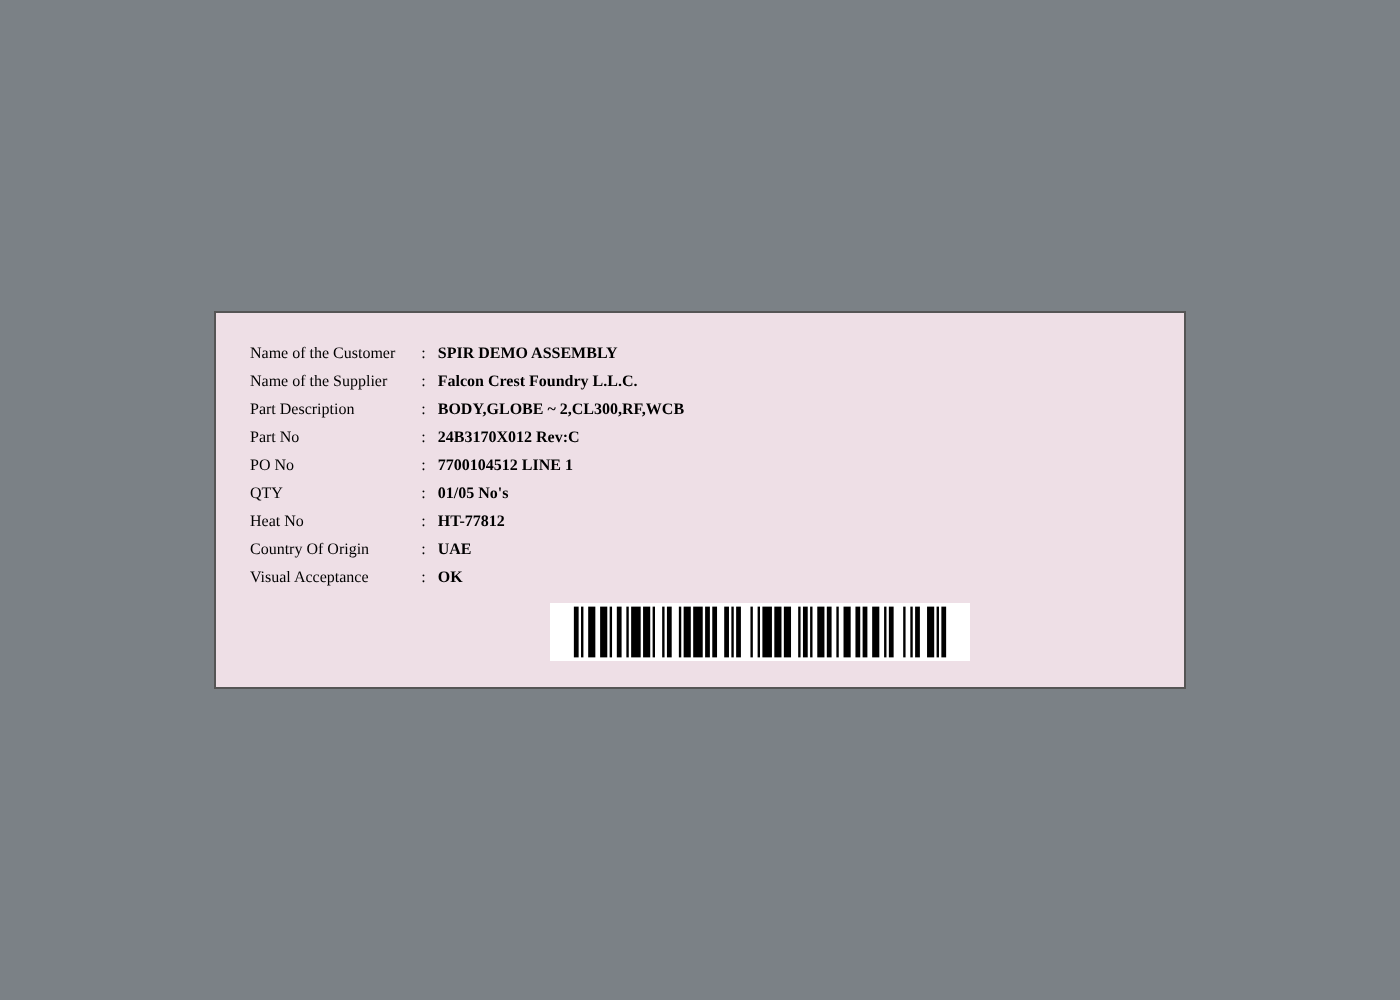 Name of the Customer : SPIR DEMO ASSEMBLY
Name of the Supplier : Falcon Crest Foundry L.L.C.
Part Description : BODY,GLOBE ~ 2,CL300,RF,WCB
Part No : 24B3170X012 Rev:C
PO No : 7700104512 LINE 1
QTY : 01/05 No's
Heat No : HT-77812
Country Of Origin : UAE
Visual Acceptance : OK